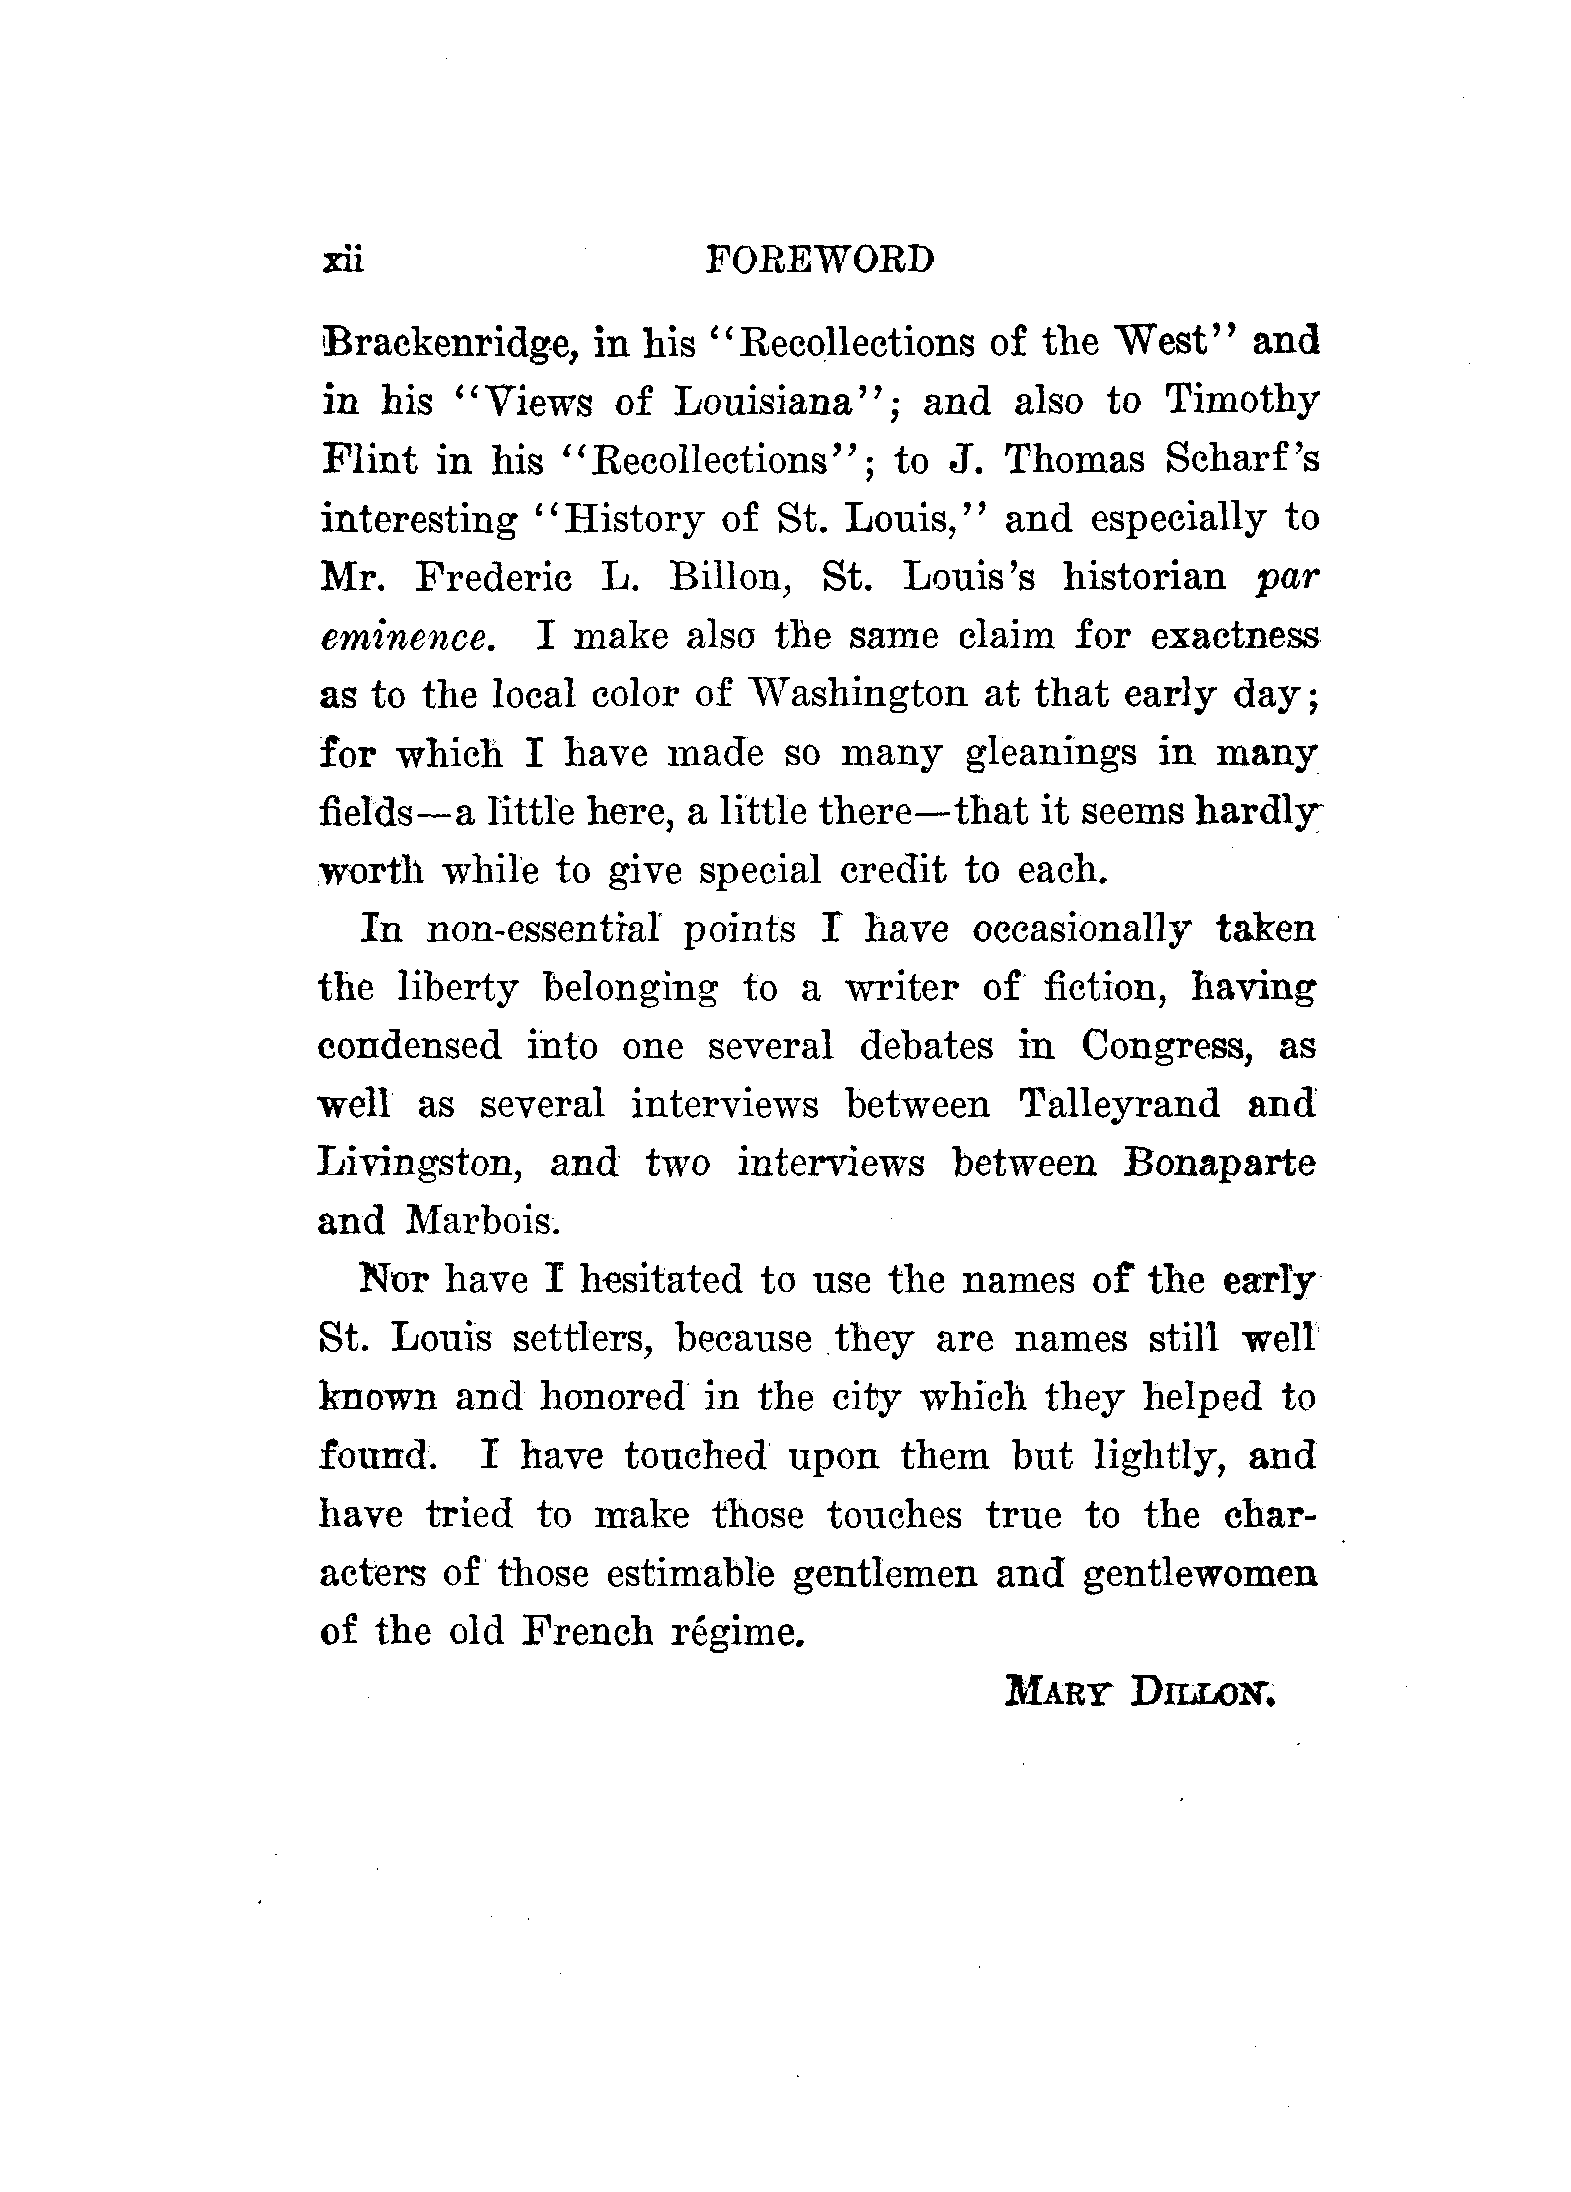 xii FOREWORD
Brackenridge, in his "Recollections of the West" and
in his "Views of Louisiana"; and also to Timothy
Flint in his "Recollections"; to J. Thomas Scharf's
interesting "History of St. Louis," and especially to
Mr. Frederic L. Billon, St. Louis's historian par
eminence. I make also the same claim for exactness
as to the local color of Washington at that early day;
for which I have made so many gleanings in many
fields—a little here, a little there—that it seems hardly
worth while to give special credit to each.
In non-essential points I have occasionally taken
the liberty belonging to a writer of fiction, having
condensed into one several debates in Congress, as
well as several interviews between Talleyrand and
Livingston, and two interviews between Bonaparte
and Marbois.
Nor have I hesitated to use the names of the early
St. Louis settlers, because they are names still well
known and honored in the city which they helped to
found. I have touched upon them but lightly, and
have tried to make those touches true to the char-
acters of those estimable gentlemen and gentlewomen
of the old French régime.
MARY DILLON.